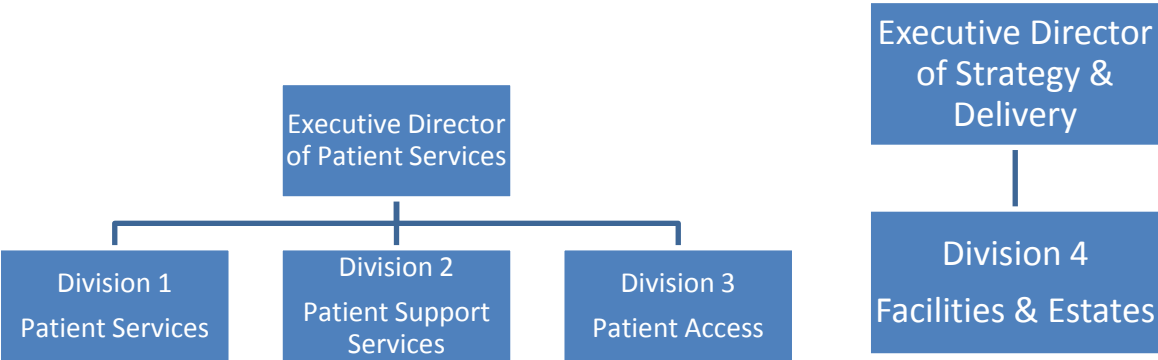 Executive Director
of Patient Services
Division 1
Patient Services
Division 2
Patient Support
Services
Division 3
Patient Access
Executive Director
of Strategy &
Delivery
Division 4
Facilities & Estates